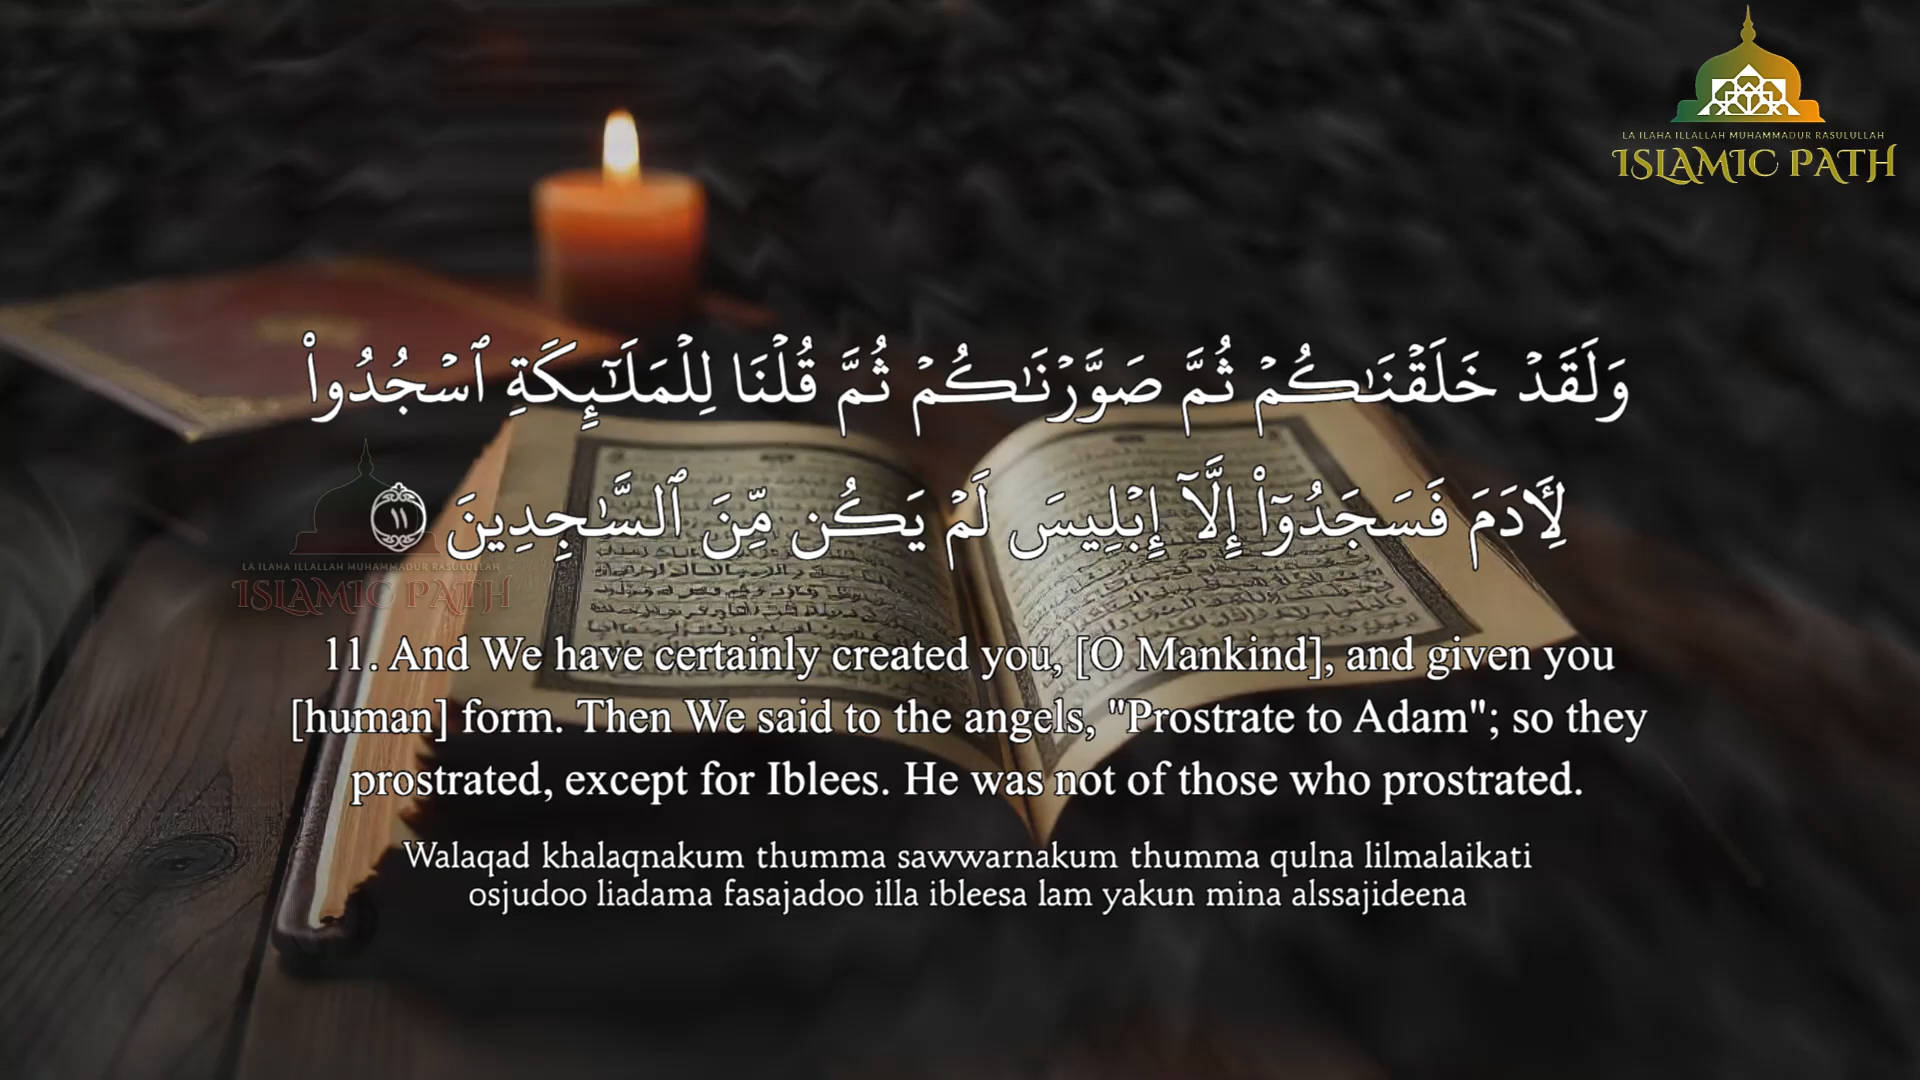 LA ILAHA ILLALLAH MUHAMMADUR RASULULLAH
ISLAMIC PATH
وَلَقَدۡ خَلَقۡنَٰكُمۡ ثُمَّ صَوَّرۡنَٰكُمۡ ثُمَّ قُلۡنَا لِلۡمَلَٰٓئِكَةِ ٱسۡجُدُواْ
لِأٓدَمَ فَسَجَدُوٓاْ إِلَّآ إِبۡلِيسَ لَمۡ يَكُن مِّنَ ٱلسَّٰجِدِينَ ١١
LA ILAHA ILLALLAH MUHAMMADUR RASULULLAH
ISLAMIC PATH
11. And We have certainly created you, [O Mankind], and given you
[human] form. Then We said to the angels, "Prostrate to Adam"; so they
prostrated, except for Iblees. He was not of those who prostrated.
Walaqad khalaqnakum thumma sawwarnakum thumma qulna lilmalaikati
osjudoo liadama fasajadoo illa ibleesa lam yakun mina alssajideena